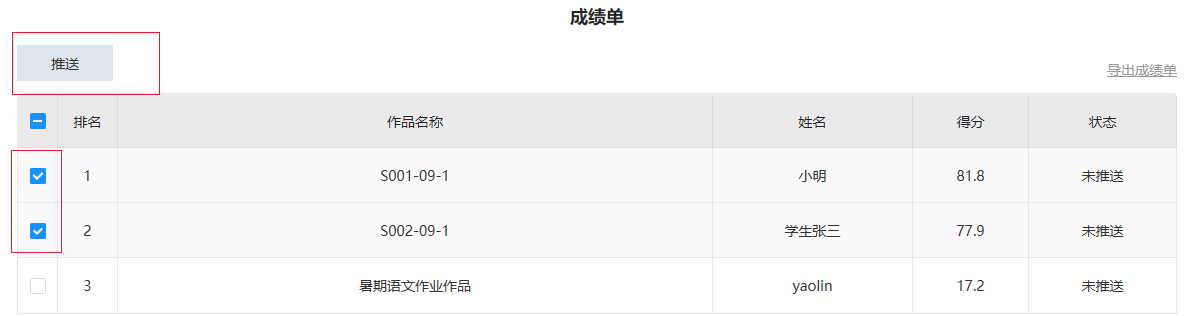 成绩单
推送
导出成绩单
排名 作品名称 姓名 得分 状态
1 S001-09-1 小明 81.8 未推送
2 S002-09-1 学生张三 77.9 未推送
3 暑期语文作业作品 yaolin 17.2 未推送